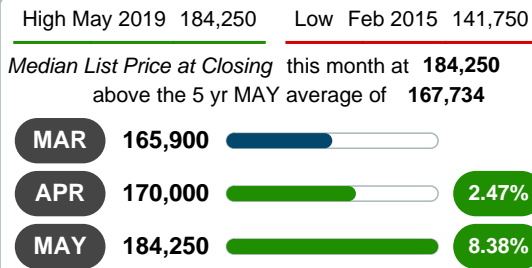 High May 2019 184,250 Low Feb 2015 141,750
Median List Price at Closing this month at 184,250
above the 5 yr MAY average of 167,734
MAR 165,900
APR 170,000 2.47%
MAY 184,250 8.38%